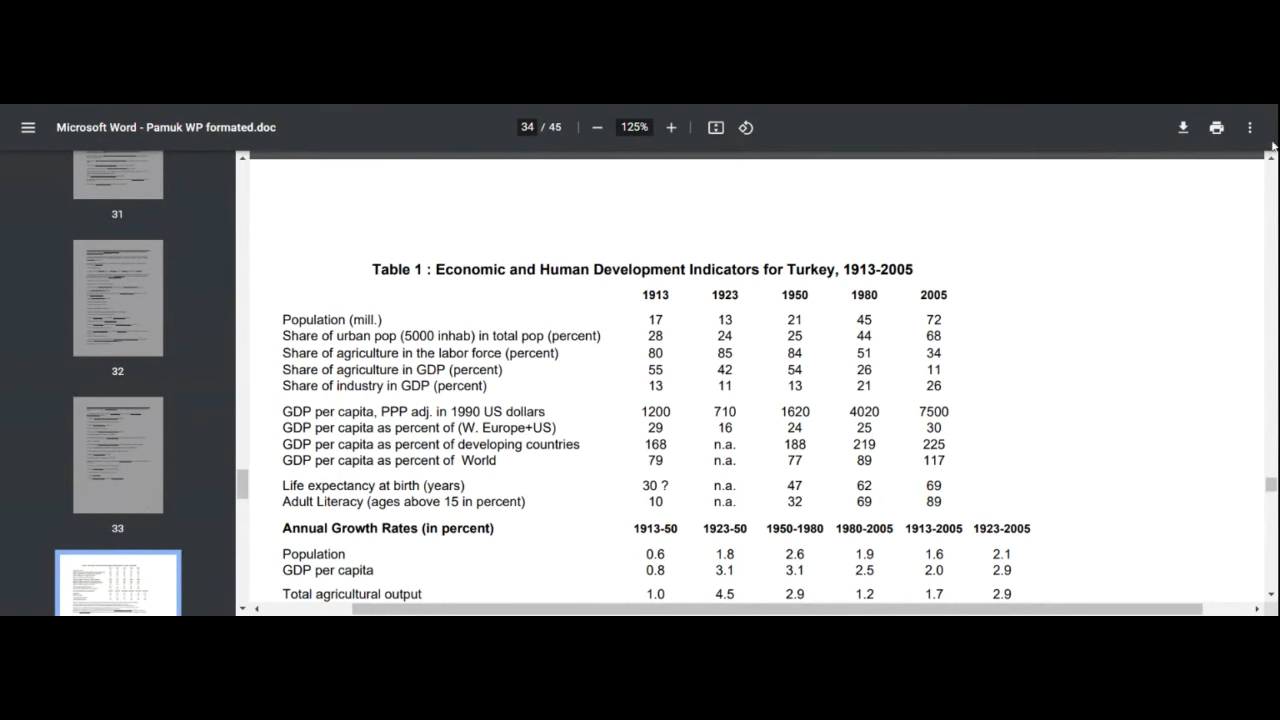 Microsoft Word - Pamuk WP formated.doc 34 / 45 125%
31
32
33
Table 1 : Economic and Human Development Indicators for Turkey, 1913-2005
1913 1923 1950 1980 2005
Population (mill.) 17 13 21 45 72
Share of urban pop (5000 inhab) in total pop (percent) 28 24 25 44 68
Share of agriculture in the labor force (percent) 80 85 84 51 34
Share of agriculture in GDP (percent) 55 42 54 26 11
Share of industry in GDP (percent) 13 11 13 21 26
GDP per capita, PPP adj. in 1990 US dollars 1200 710 1620 4020 7500
GDP per capita as percent of (W. Europe+US) 29 16 24 25 30
GDP per capita as percent of developing countries 168 n.a. 188 219 225
GDP per capita as percent of World 79 n.a. 77 89 117
Life expectancy at birth (years) 30 ? n.a. 47 62 69
Adult Literacy (ages above 15 in percent) 10 n.a. 32 69 89
Annual Growth Rates (in percent) 1913-50 1923-50 1950-1980 1980-2005 1913-2005 1923-2005
Population 0.6 1.8 2.6 1.9 1.6 2.1
GDP per capita 0.8 3.1 3.1 2.5 2.0 2.9
Total agricultural output 1.0 4.5 2.9 1.2 1.7 2.9